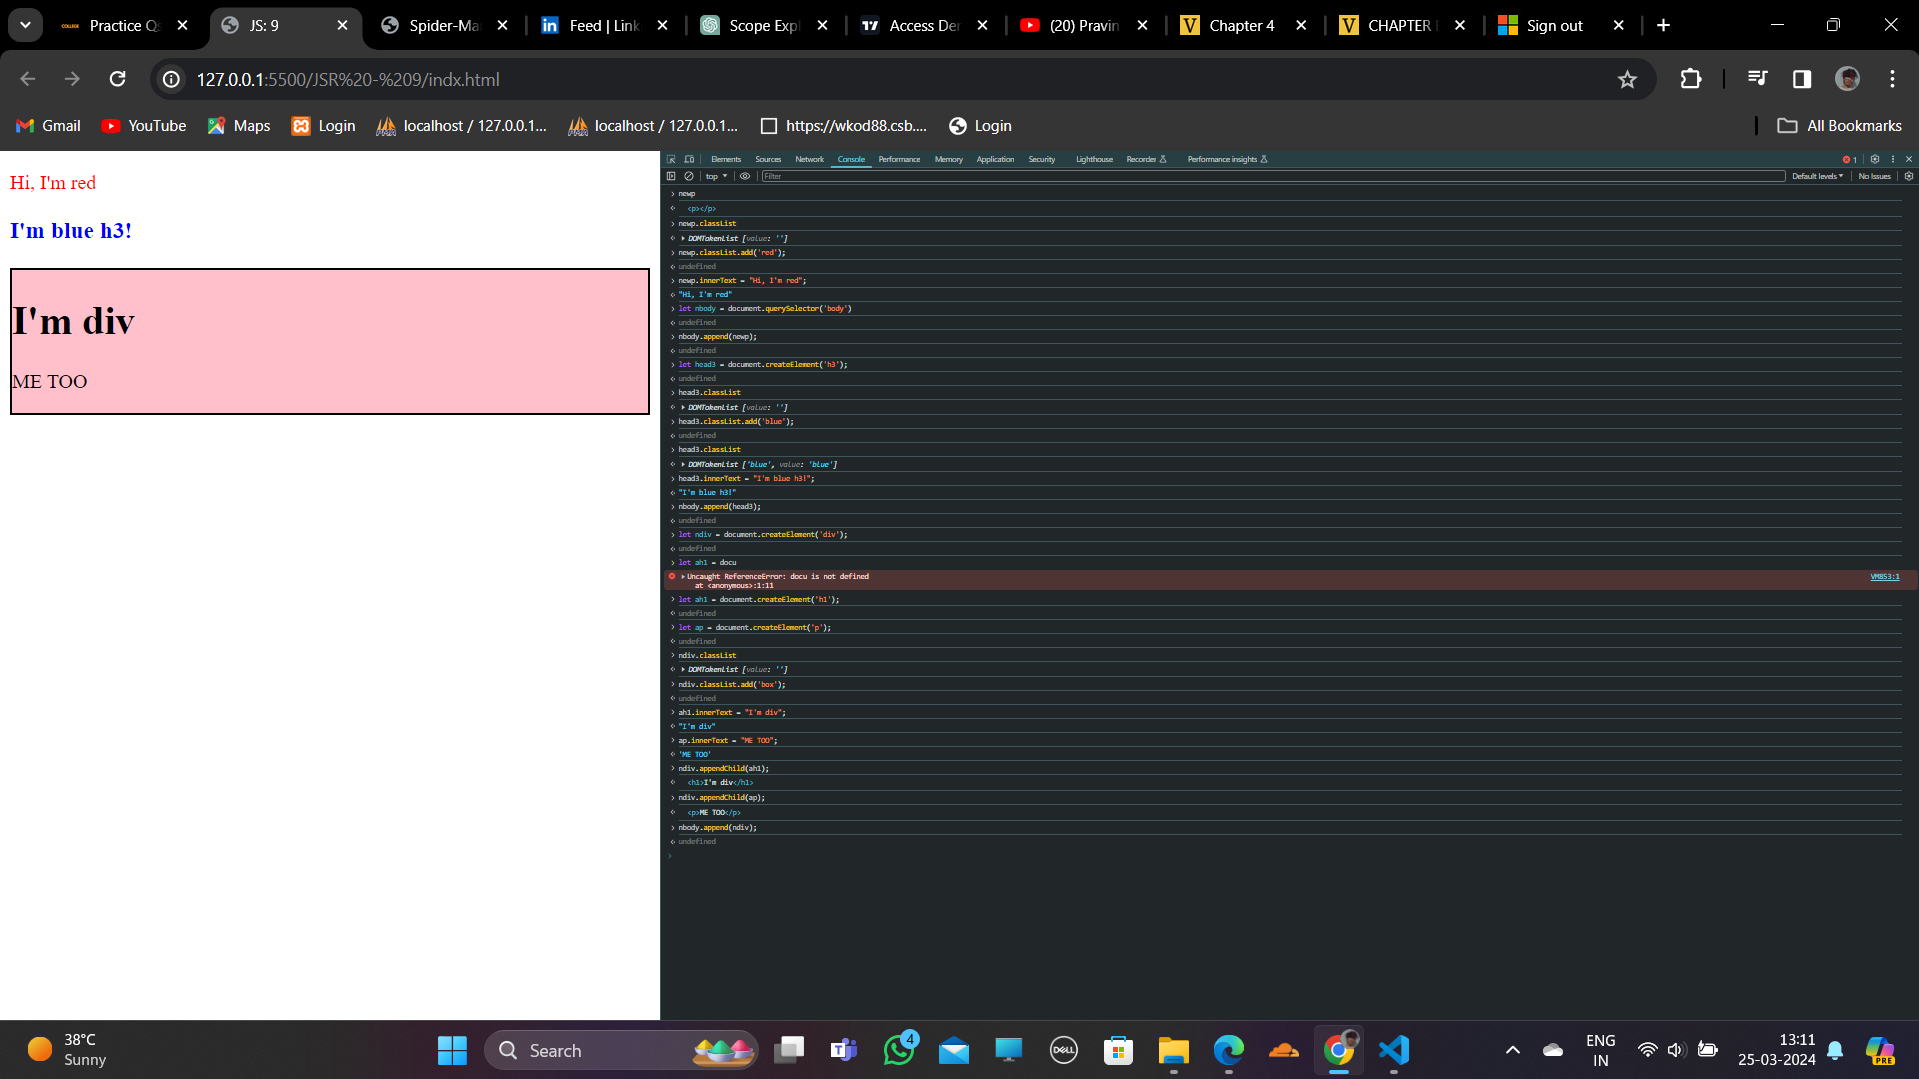 Practice Qs
JS: 9
Spider-Ma
Feed | Link
Scope Expl
Access Der
(20) Pravin
Chapter 4
CHAPTER
Sign out
127.0.0.1:5500/JSR%20-%209/indx.html
Gmail
YouTube
Maps
Login
localhost / 127.0.0.1...
localhost / 127.0.0.1...
https://wkod88.csb....
Login
All Bookmarks
Hi, I'm red
I'm blue h3!
I'm div
ME TOO
Elements Sources Network Console Performance Memory Application Security Lighthouse Recorder Performance insights 1
top Filter Default levels No Issues
newp
<p></p>
newp.classList
DOMTokenList [value: '']
newp.classList.add('red');
undefined
newp.innerText = "Hi, I'm red";
"Hi, I'm red"
let nbody = document.querySelector('body')
undefined
nbody.append(newp);
undefined
let head3 = document.createElement('h3');
undefined
head3.classList
DOMTokenList [value: '']
head3.classList.add('blue');
undefined
head3.classList
DOMTokenList ['blue', value: 'blue']
head3.innerText = "I'm blue h3!";
"I'm blue h3!"
nbody.append(head3);
undefined
let ndiv = document.createElement('div');
undefined
let ah1 = docu
Uncaught ReferenceError: docu is not defined VM853:1
at <anonymous>:1:11
let ah1 = document.createElement('h1');
undefined
let ap = document.createElement('p');
undefined
ndiv.classList
DOMTokenList [value: '']
ndiv.classList.add('box');
undefined
ah1.innerText = "I'm div";
"I'm div"
ap.innerText = "ME TOO";
'ME TOO'
ndiv.appendChild(ah1);
<h1>I'm div</h1>
ndiv.appendChild(ap);
<p>ME TOO</p>
nbody.append(ndiv);
undefined
38°C
Sunny
Search
4
DELL
PRE
ENG
IN
13:11
25-03-2024